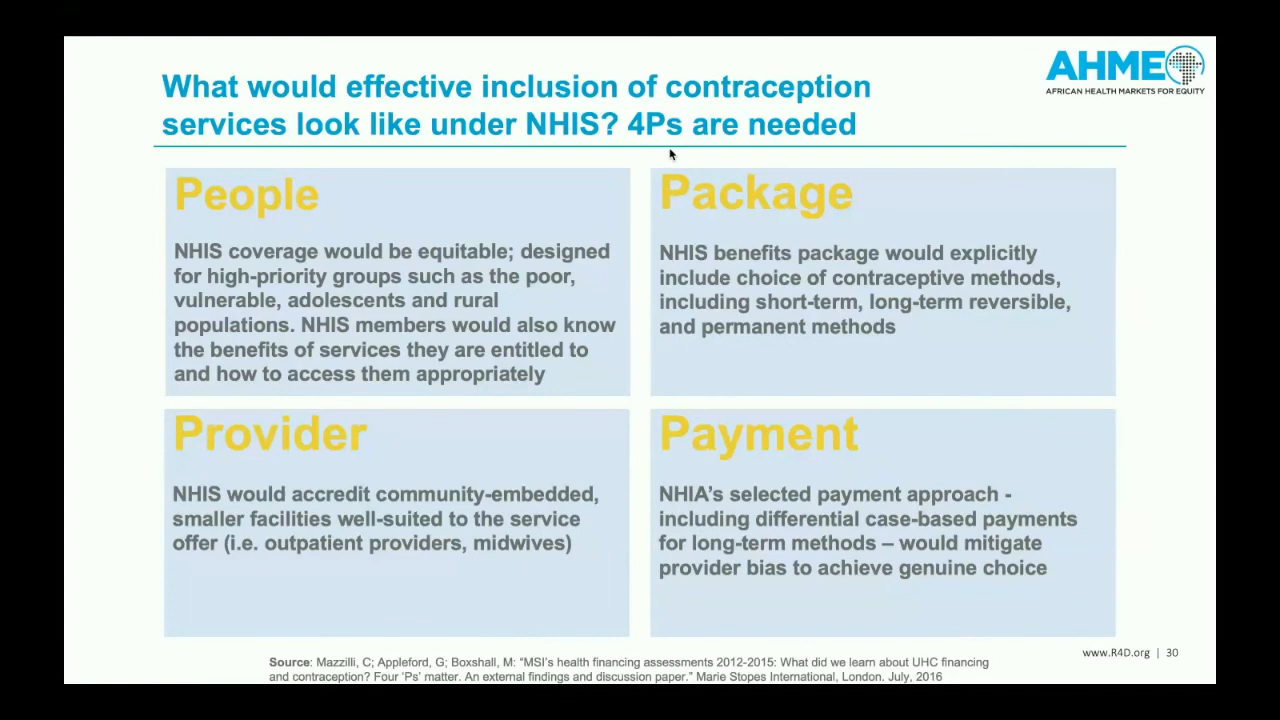 AHME
AFRICAN HEALTH MARKETS FOR EQUITY
What would effective inclusion of contraception
services look like under NHIS? 4Ps are needed
People
NHIS coverage would be equitable; designed
for high-priority groups such as the poor,
vulnerable, adolescents and rural
populations. NHIS members would also know
the benefits of services they are entitled to
and how to access them appropriately
Package
NHIS benefits package would explicitly
include choice of contraceptive methods,
including short-term, long-term reversible,
and permanent methods
Provider
NHIS would accredit community-embedded,
smaller facilities well-suited to the service
offer (i.e. outpatient providers, midwives)
Payment
NHIA’s selected payment approach -
including differential case-based payments
for long-term methods – would mitigate
provider bias to achieve genuine choice
www.R4D.org | 30
Source: Mazzilli, C; Appleford, G; Boxshall, M: "MSI’s health financing assessments 2012-2015: What did we learn about UHC financing
and contraception? Four ‘Ps’ matter. An external findings and discussion paper.” Marie Stopes International, London. July, 2016